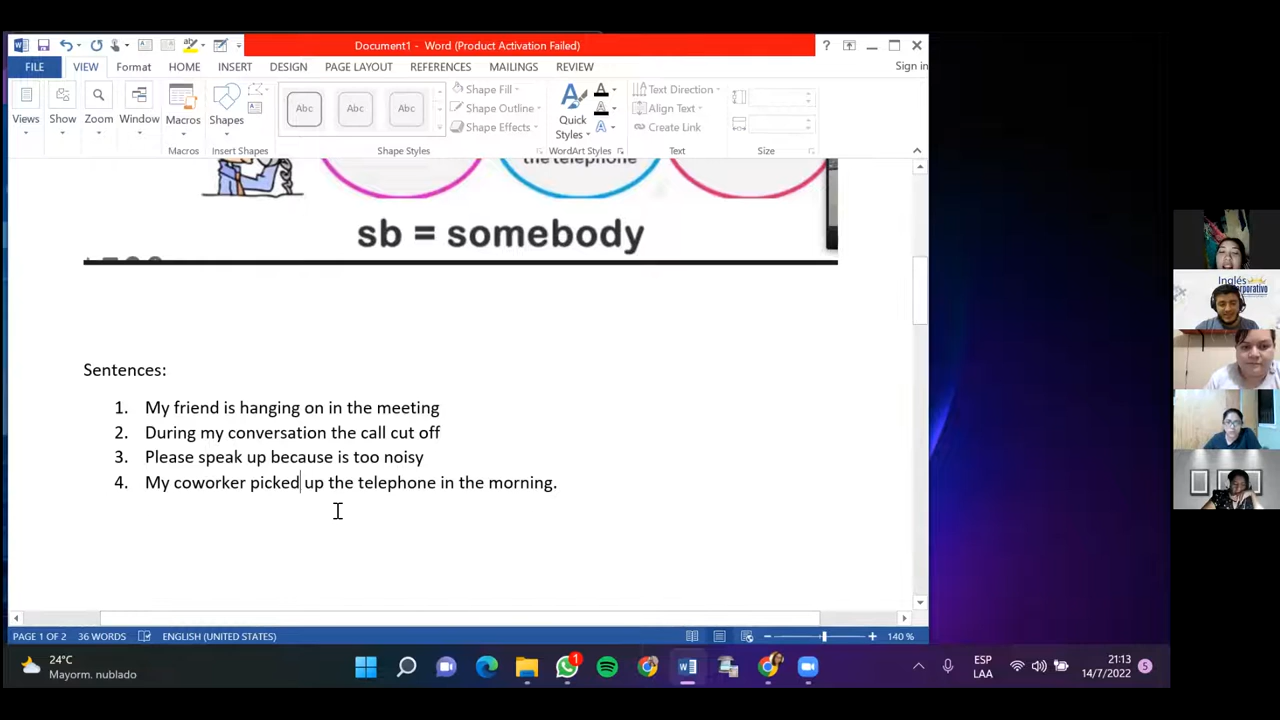 Document1 - Word (Product Activation Failed)
?
FILE VIEW Format HOME INSERT DESIGN PAGE LAYOUT REFERENCES MAILINGS REVIEW Sign in
Views Show Zoom Window Macros Shapes Abc Abc Abc Shape Fill Shape Outline Shape Effects Quick Styles A A A Text Direction Align Text Create Link
Macros Insert Shapes Shape Styles WordArt Styles Text Size
the telephone
sb = somebody
Sentences:
1. My friend is hanging on in the meeting
2. During my conversation the call cut off
3. Please speak up because is too noisy
4. My coworker picked up the telephone in the morning.
PAGE 1 OF 2 36 WORDS ENGLISH (UNITED STATES) 140 %
24°C
Mayorm. nublado
1
ESP
LAA
21:13
14/7/2022
5
Inglés